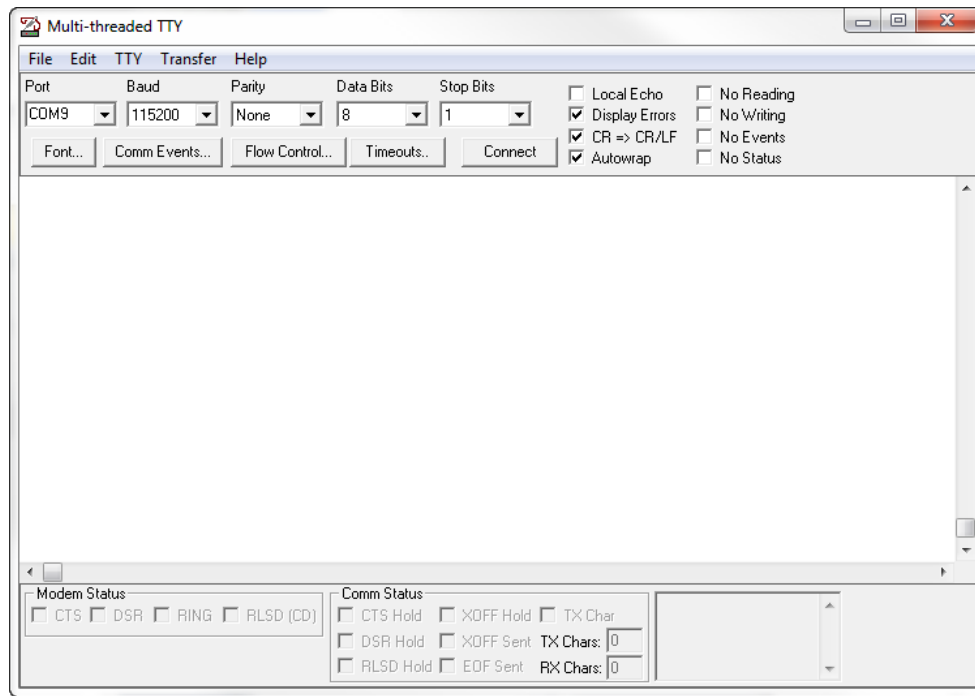 Multi-threaded TTY
File Edit TTY Transfer Help
Port Baud Parity Data Bits Stop Bits
COM9 115200 None 8 1
Font... Comm Events... Flow Control... Timeouts.. Connect
Local Echo No Reading
Display Errors No Writing
CR => CR/LF No Events
Autowrap No Status
Modem Status
CTS DSR RING RLSD (CD)
Comm Status
CTS Hold XOFF Hold TX Char
DSR Hold XOFF Sent TX Chars: 0
RLSD Hold EOF Sent RX Chars: 0